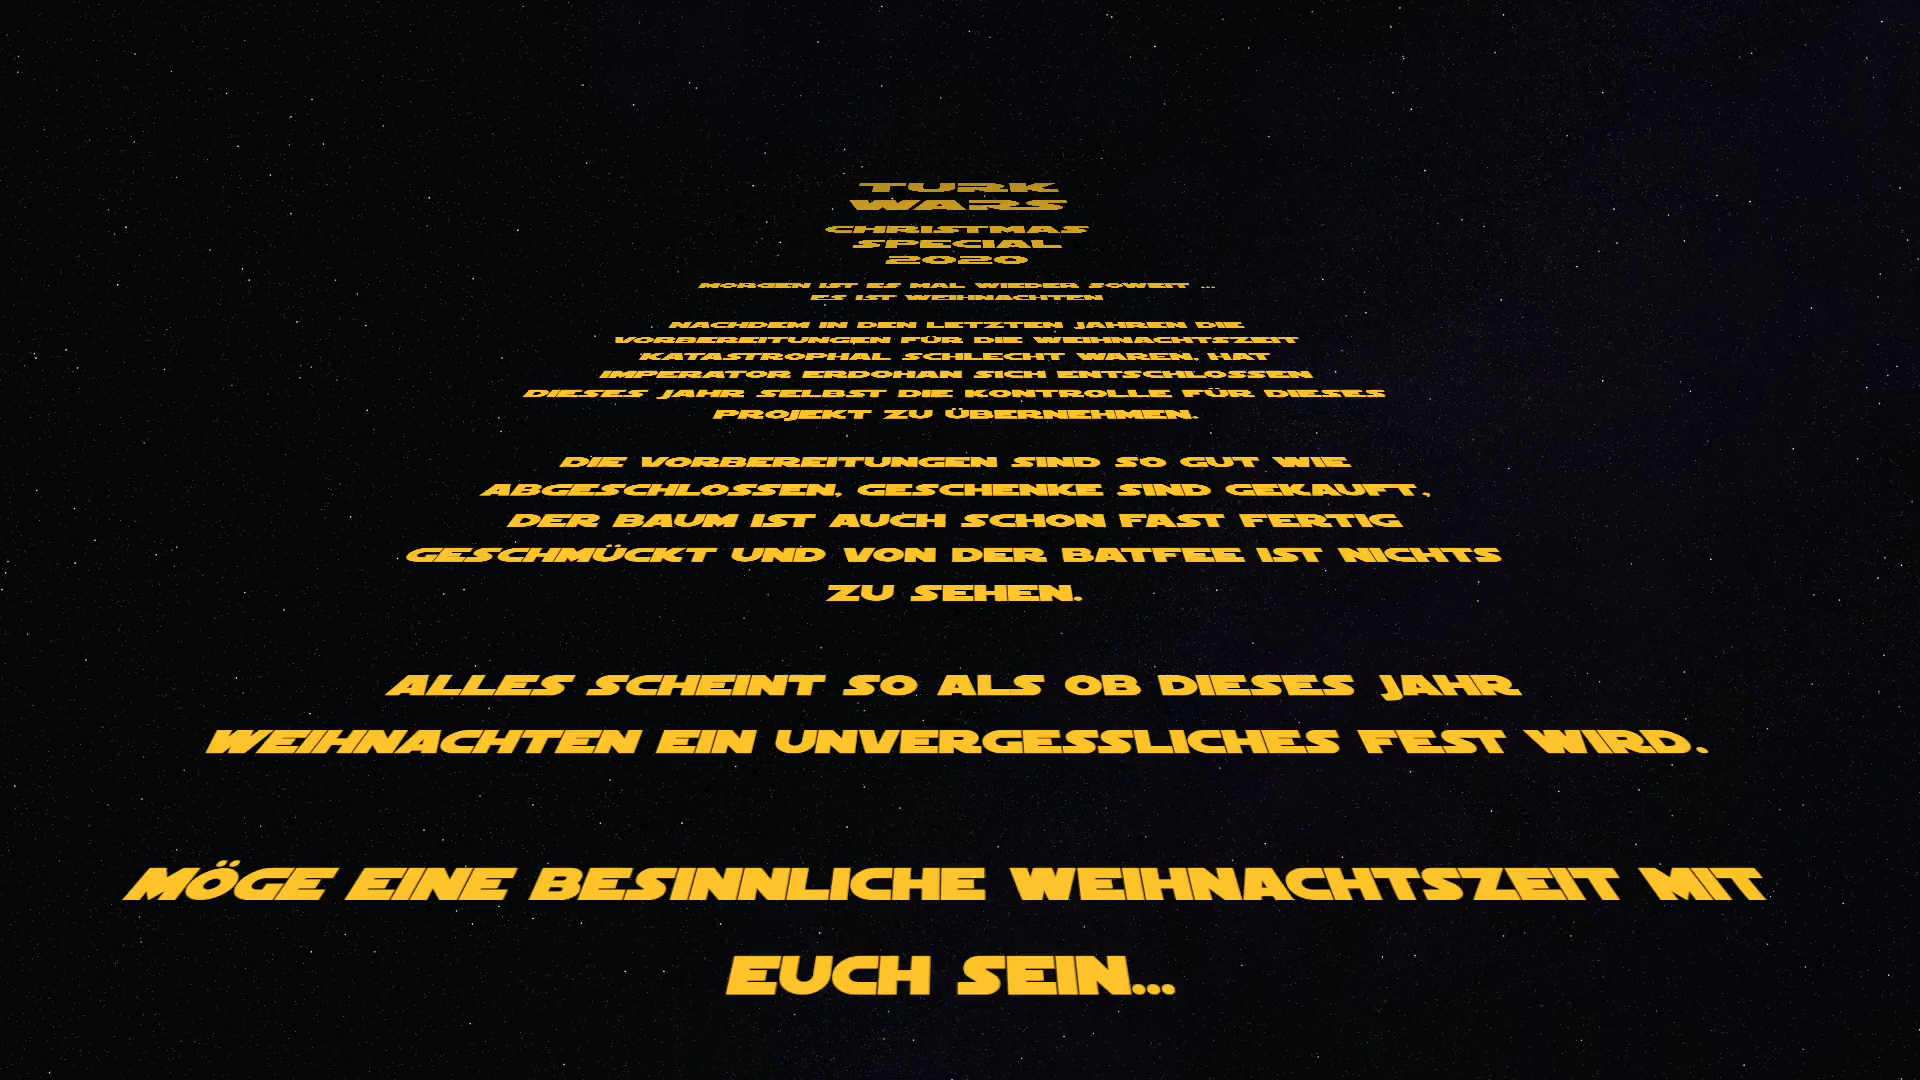 TURK
WARS
CHRISTMAS
SPECIAL
2020
MORGEN IST ES MAL WIEDER SOWEIT ...
ES IST WEIHNACHTEN
NACHDEM IN DEN LETZTEN JAHREN DIE
VORBEREITUNGEN FÜR DIE WEIHNACHTSZEIT
KATASTROPHAL SCHLECHT WAREN, HAT
IMPERATOR ERDOHAN SICH ENTSCHLOSSEN
DIESES JAHR SELBST DIE KONTROLLE FÜR DIESES
PROJEKT ZU ÜBERNEHMEN.
DIE VORBEREITUNGEN SIND SO GUT WIE
ABGESCHLOSSEN, GESCHENKE SIND GEKAUFT,
DER BAUM IST AUCH SCHON FAST FERTIG
GESCHMÜCKT UND VON DER BATFEE IST NICHTS
ZU SEHEN.
ALLES SCHEINT SO ALS OB DIESES JAHR
WEIHNACHTEN EIN UNVERGESSLICHES FEST WIRD.
MÖGE EINE BESINNLICHE WEIHNACHTSZEIT MIT
EUCH SEIN...